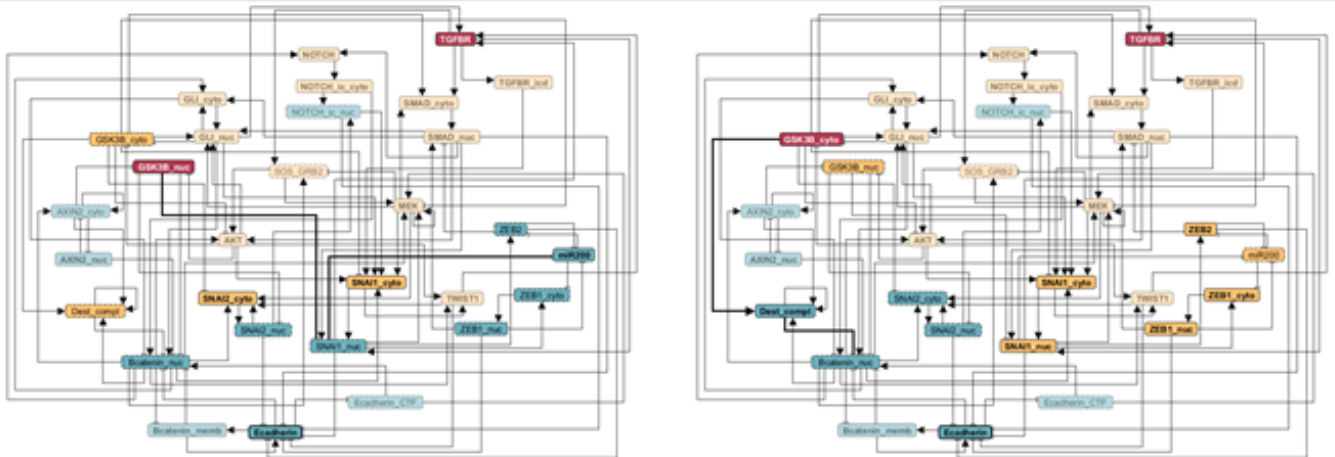 TGFBR
NOTCH
TGFBR_icd
NOTCH_ic_cyto
GLI_cyto
SMAD_cyto
NOTCH_ic_nuc
GSK3B_cyto
GLI_nuc
SMAD_nuc
GSK3B_nuc
SOS_GRB2
MEK
AXIN2_cyto
ZEB2
AKT
miR200
AXIN2_nuc
SNAI1_cyto
ZEB1_cyto
SNAI2_cyto
TWIST1
Dest_compl
SNAI2_nuc
ZEB1_nuc
SNAI1_nuc
Bcatenin_nuc
Ecadherin_CTF
Bcatenin_memb
Ecadherin
TGFBR
NOTCH
TGFBR_icd
NOTCH_ic_cyto
GLI_cyto
SMAD_cyto
NOTCH_ic_nuc
GSK3B_cyto
GLI_nuc
SMAD_nuc
GSK3B_nuc
SOS_GRB2
MEK
AXIN2_cyto
ZEB2
AKT
miR200
AXIN2_nuc
SNAI1_cyto
ZEB1_cyto
SNAI2_cyto
TWIST1
Dest_compl
SNAI2_nuc
ZEB1_nuc
SNAI1_nuc
Bcatenin_nuc
Ecadherin_CTF
Bcatenin_memb
Ecadherin